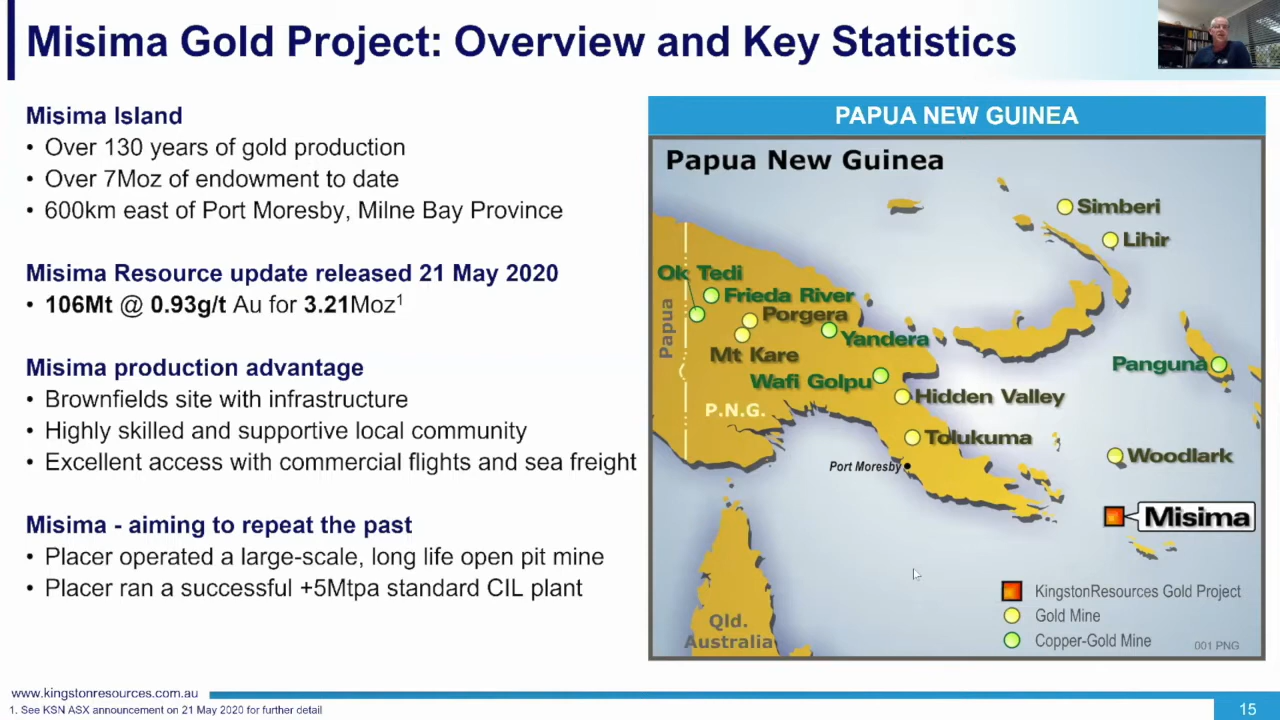 Misima Gold Project: Overview and Key Statistics
Misima Island
• Over 130 years of gold production
• Over 7Moz of endowment to date
• 600km east of Port Moresby, Milne Bay Province
Misima Resource update released 21 May 2020
• 106Mt @ 0.93g/t Au for 3.21Moz1
Misima production advantage
• Brownfields site with infrastructure
• Highly skilled and supportive local community
• Excellent access with commercial flights and sea freight
Misima - aiming to repeat the past
• Placer operated a large-scale, long life open pit mine
• Placer ran a successful +5Mtpa standard CIL plant
PAPUA NEW GUINEA
Papua New Guinea
Simberi
Lihir
Ok Tedi
Frieda River
Papua
Porgera
Yandera
Mt Kare
Panguna
Wafi Golpu
Hidden Valley
P.N.G.
Tolukuma
Woodlark
Port Moresby
Misima
KingstonResources Gold Project
Gold Mine
Copper-Gold Mine
Qld.
Australia
001 PNG
www.kingstonresources.com.au
1. See KSN ASX announcement on 21 May 2020 for further detail
15